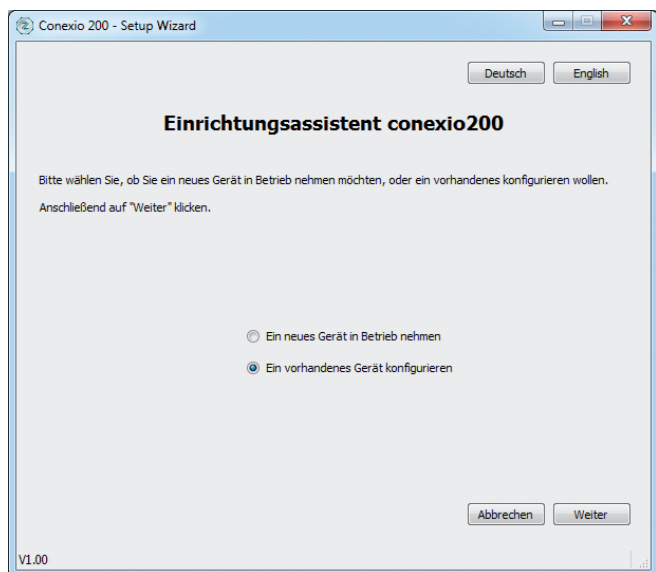 Conexio 200 - Setup Wizard
Deutsch English
Einrichtungsassistent conexio200
Bitte wählen Sie, ob Sie ein neues Gerät in Betrieb nehmen möchten, oder ein vorhandenes konfigurieren wollen.
Anschließend auf "Weiter" klicken.
Ein neues Gerät in Betrieb nehmen
Ein vorhandenes Gerät konfigurieren
Abbrechen Weiter
V1.00